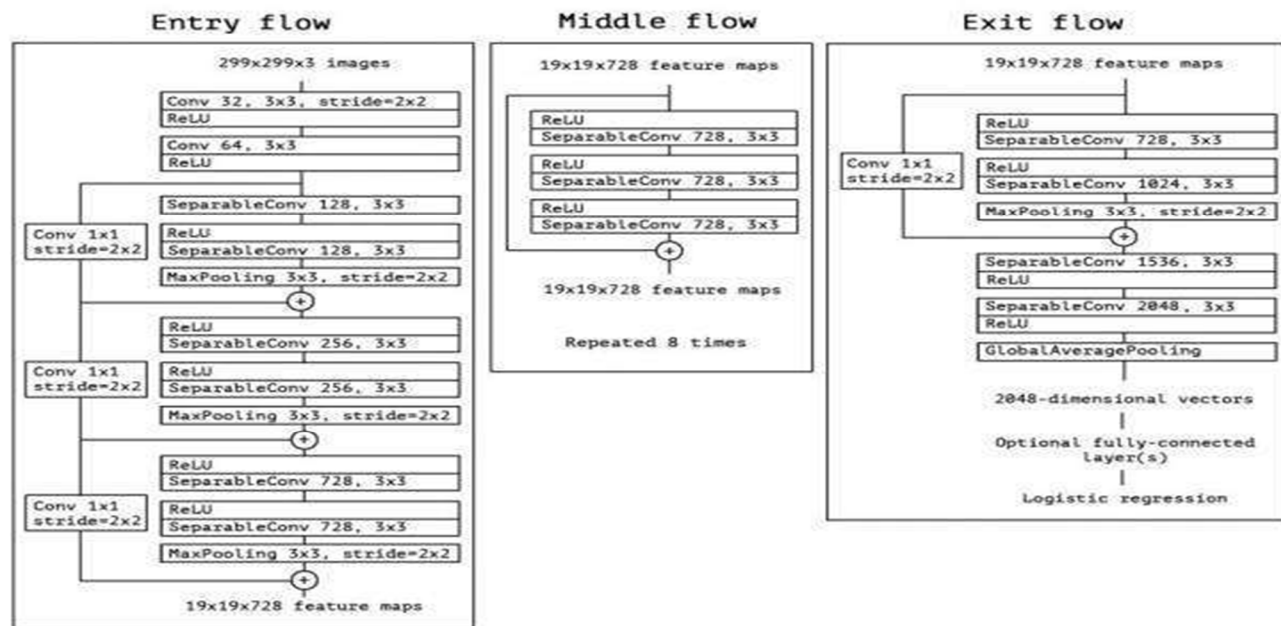 Entry flow
299x299x3 images
Conv 32, 3x3, stride=2x2
ReLU
Conv 64, 3x3
ReLU
SeparableConv 128, 3x3
Conv 1x1
stride=2x2
ReLU
SeparableConv 128, 3x3
MaxPooling 3x3, stride=2x2
+
ReLU
SeparableConv 256, 3x3
Conv 1x1
stride=2x2
ReLU
SeparableConv 256, 3x3
MaxPooling 3x3, stride=2x2
+
ReLU
SeparableConv 728, 3x3
Conv 1x1
stride=2x2
ReLU
SeparableConv 728, 3x3
MaxPooling 3x3, stride=2x2
+
19x19x728 feature maps
Middle flow
19x19x728 feature maps
ReLU
SeparableConv 728, 3x3
ReLU
SeparableConv 728, 3x3
ReLU
SeparableConv 728, 3x3
+
19x19x728 feature maps
Repeated 8 times
Exit flow
19x19x728 feature maps
ReLU
SeparableConv 728, 3x3
Conv 1x1
stride=2x2
ReLU
SeparableConv 1024, 3x3
MaxPooling 3x3, stride=2x2
+
SeparableConv 1536, 3x3
ReLU
SeparableConv 2048, 3x3
ReLU
GlobalAveragePooling
2048-dimensional vectors
Optional fully-connected
layer(s)
Logistic regression